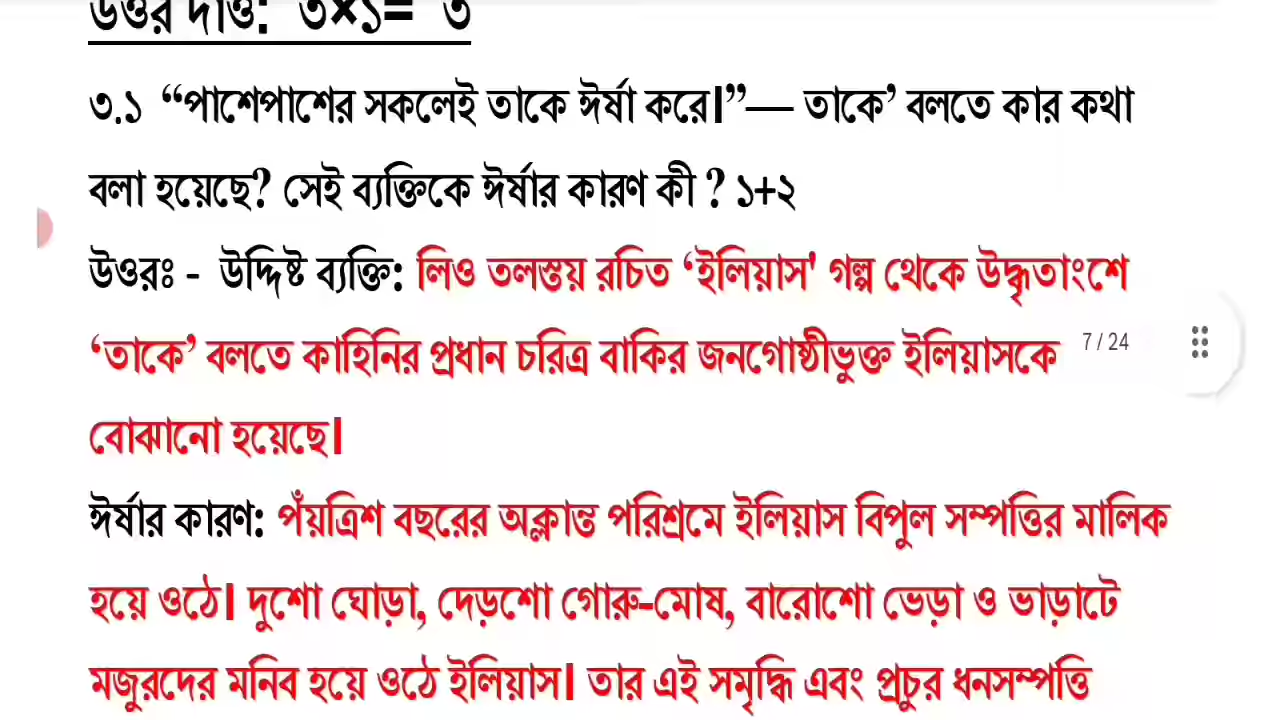 উত্তর দাও: ৩×১= ৩
৩.১ “পাশেপাশের সকলেই তাকে ঈর্ষা করে।”— তাকে’ বলতে কার কথা
বলা হয়েছে? সেই ব্যক্তিকে ঈর্ষার কারণ কী ? ১+২
উওরঃ - উদ্দিষ্ট ব্যক্তি: লিও তলস্তয় রচিত ‘ইলিয়াস' গল্প থেকে উদ্ধৃতাংশে
‘তাকে’ বলতে কাহিনির প্রধান চরিত্র বাকির জনগোষ্ঠীভুক্ত ইলিয়াসকে
7 / 24
বোঝানো হয়েছে।
ঈর্ষার কারণ: পঁয়ত্রিশ বছরের অক্লান্ত পরিশ্রমে ইলিয়াস বিপুল সম্পত্তির মালিক
হয়ে ওঠে। দুশো ঘোড়া, দেড়শো গোরু-মোষ, বারোশো ভেড়া ও ভাড়াটে
মজুরদের মনিব হয়ে ওঠে ইলিয়াস। তার এই সমৃদ্ধি এবং প্রচুর ধনসম্পত্তি